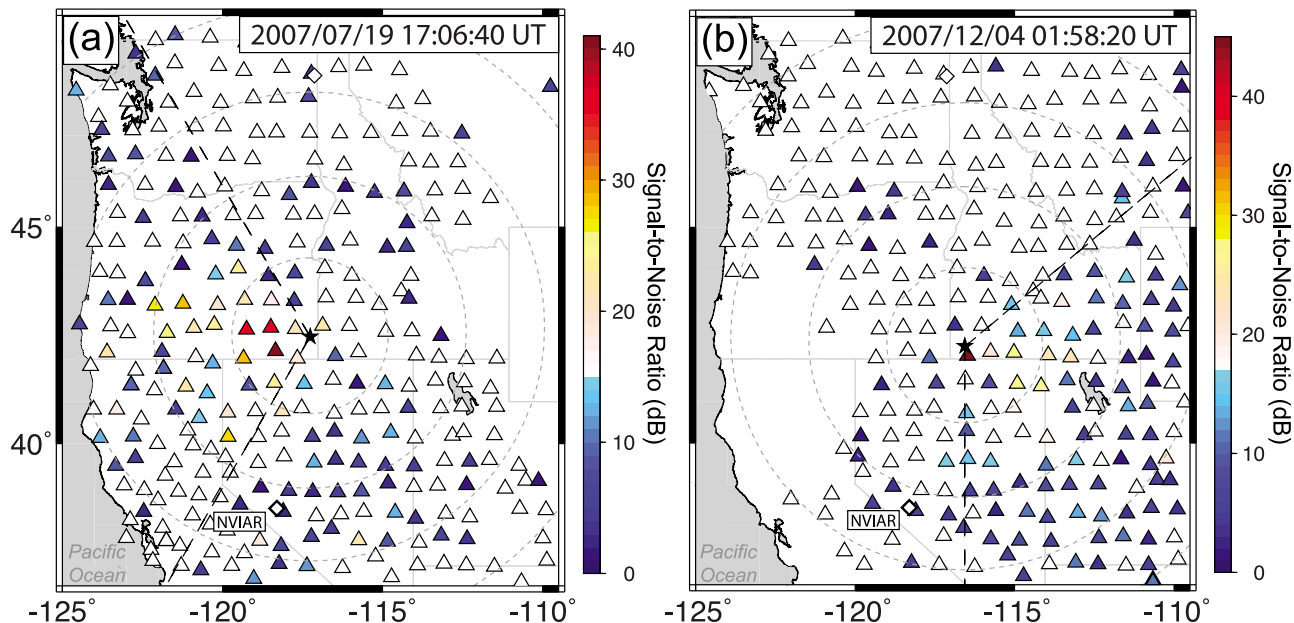 (a)
2007/07/19 17:06:40 UT
45°
40°
NVIAR
Pacific
Ocean
-125
-120°
-115°
-110°
40
30
20
10
0
Signal-to-Noise Ratio (dB)
(b)
2007/12/04 01:58:20 UT
NVIAR
Pacific
Ocean
-125
-120°
-115°
-110°
40
30
20
10
0
Signal-to-Noise Ratio (dB)